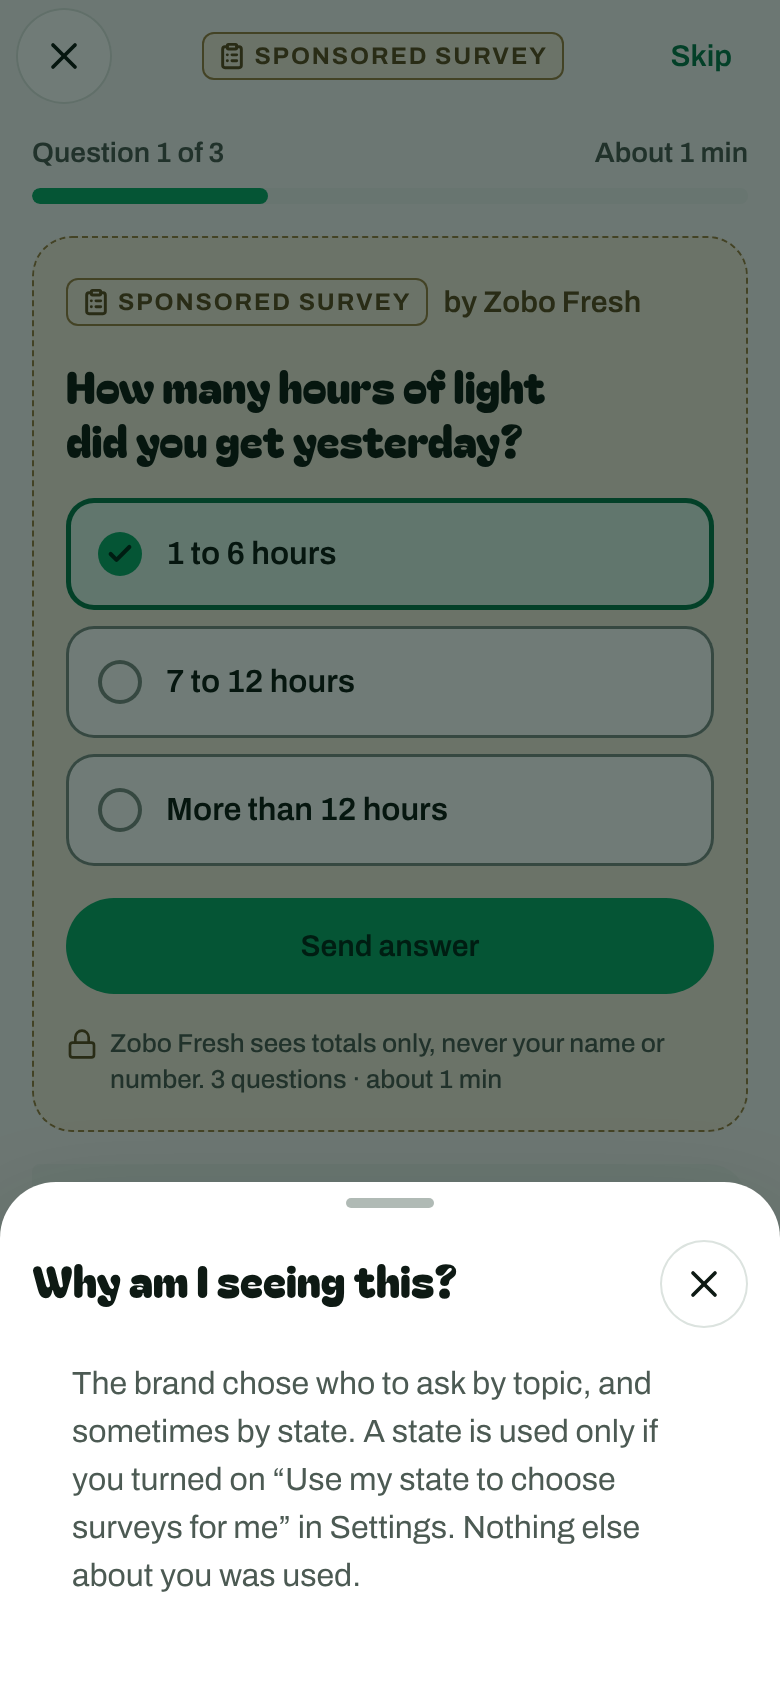 SPONSORED SURVEY
Skip
Question 1 of 3
About 1 min
SPONSORED SURVEY by Zobo Fresh
How many hours of light
did you get yesterday?
1 to 6 hours
7 to 12 hours
More than 12 hours
Send answer
Zobo Fresh sees totals only, never your name or
number. 3 questions · about 1 min
Why am I seeing this?
The brand chose who to ask by topic, and
sometimes by state. A state is used only if
you turned on “Use my state to choose
surveys for me” in Settings. Nothing else
about you was used.